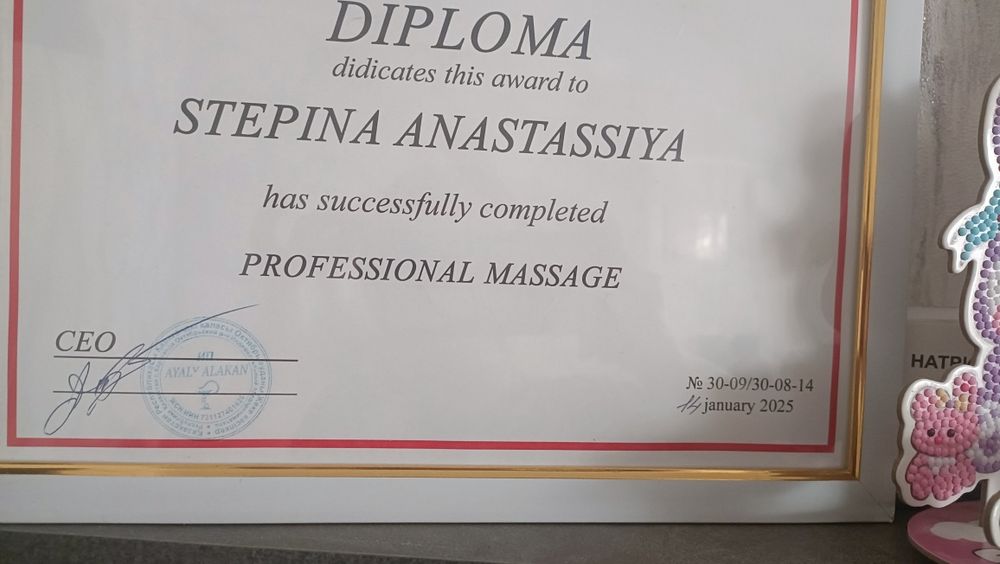 DIPLOMA
didicates this award to
STEPINA ANASTASSIYA
has successfully completed
PROFESSIONAL MASSAGE
CEO
ИП
AYALY ALAKAN
№ 30-09/30-08-14
14 january 2025